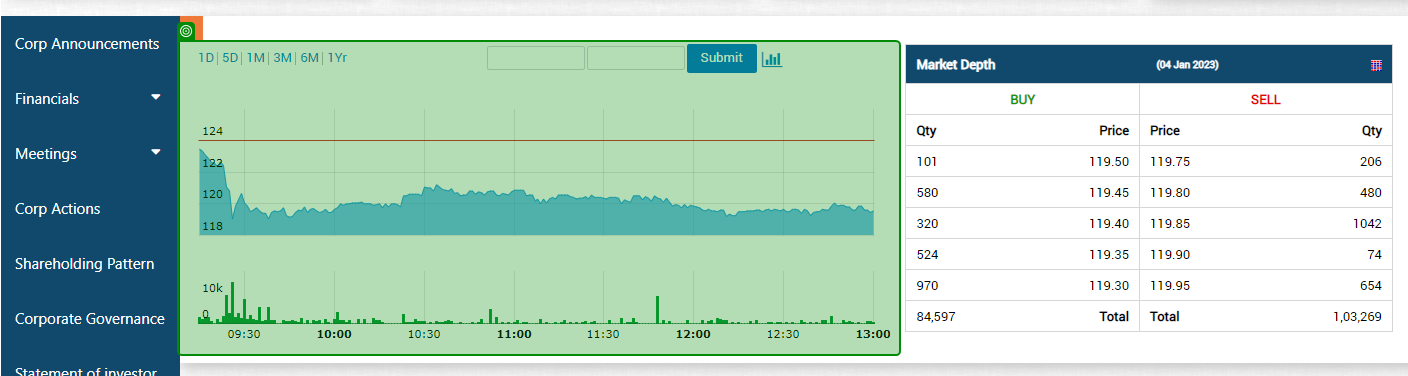 Corp Announcements
Financials
Meetings
Corp Actions
Shareholding Pattern
Corporate Governance
Statement of investor
1D| 5D| 1M| 3M| 6M| 1Yr
Submit
124
122
120
118
10k
0
09:30 10:00 10:30 11:00 11:30 12:00 12:30 13:00
Market Depth (04 Jan 2023)
BUY SELL
Qty Price Price Qty
101 119.50 119.75 206
580 119.45 119.80 480
320 119.40 119.85 1042
524 119.35 119.90 74
970 119.30 119.95 654
84,597 Total Total 1,03,269